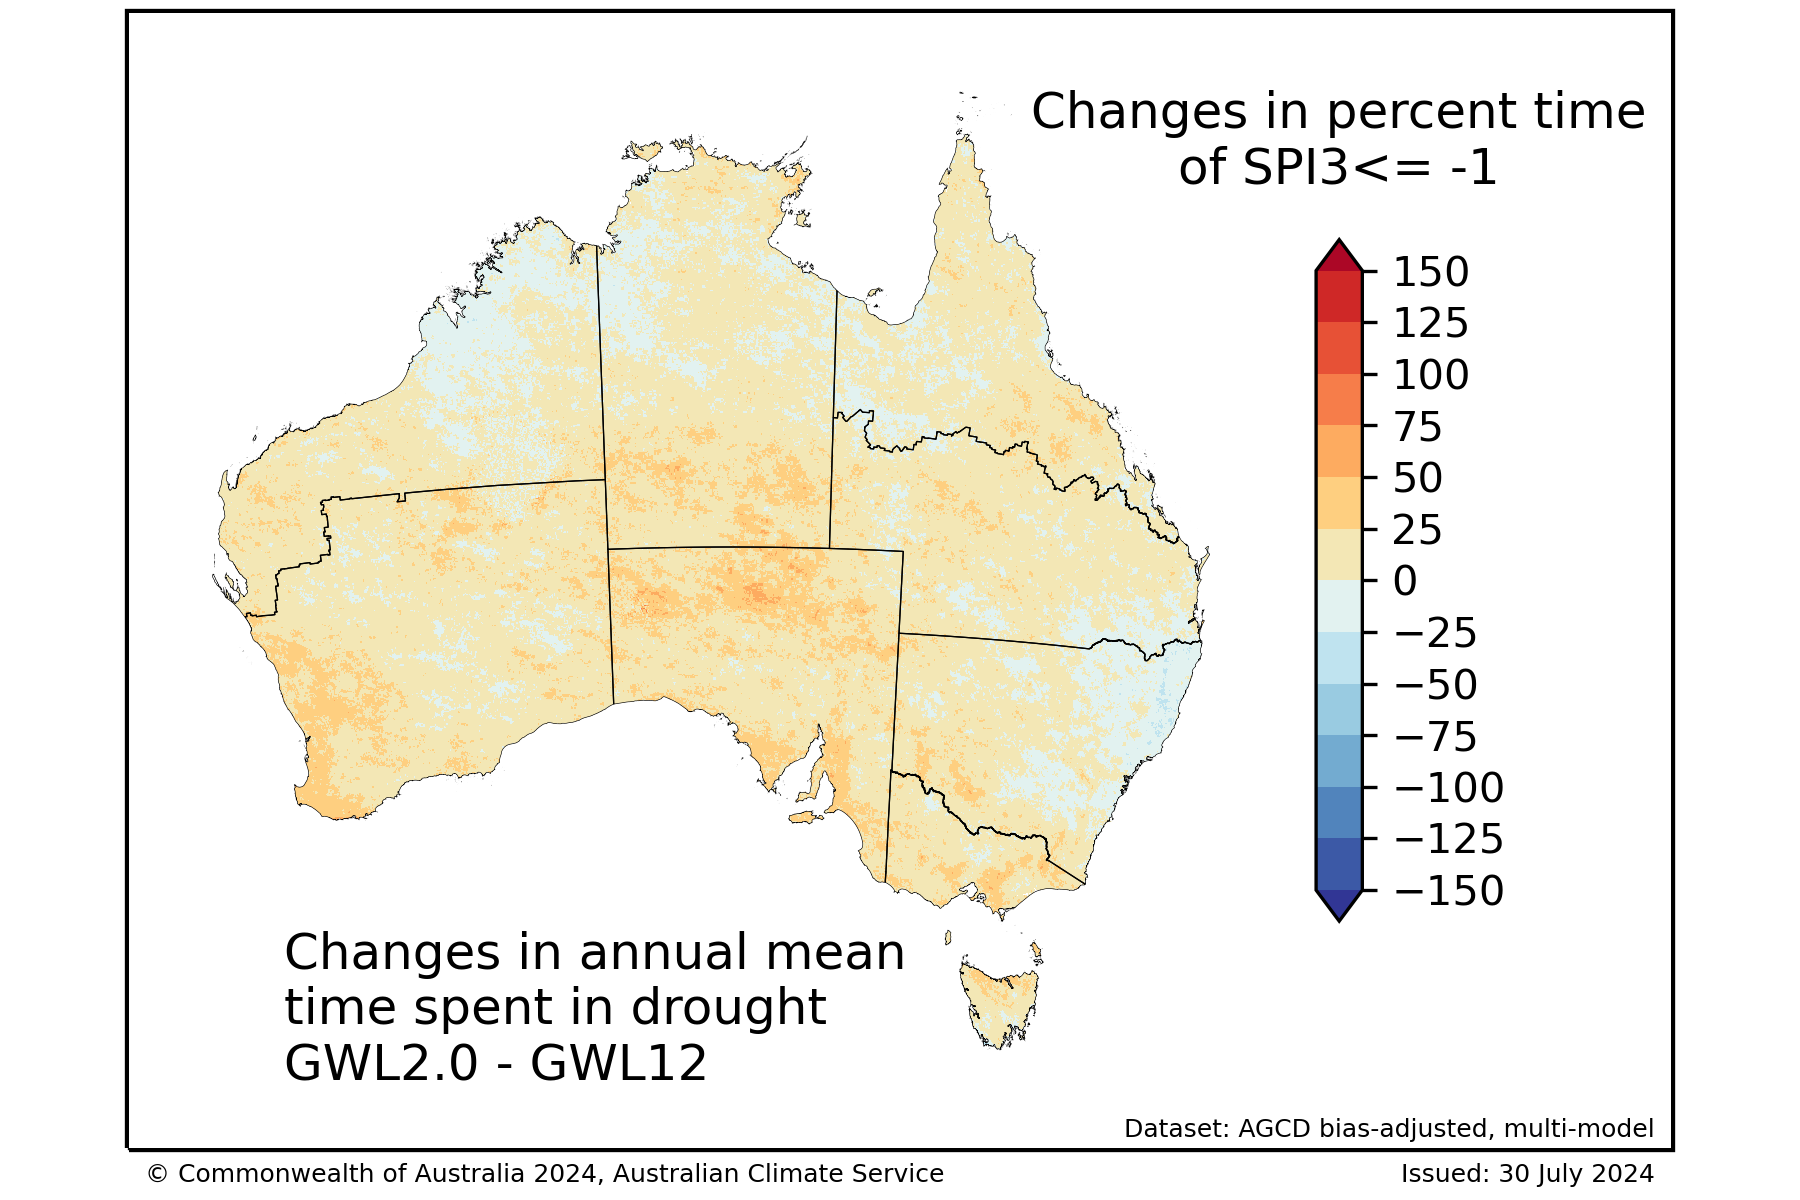 Changes in percent time
of SPI3<= -1
150
125
100
75
50
25
0
−25
−50
−75
−100
−125
−150
Changes in annual mean
time spent in drought
GWL2.0 - GWL12
Dataset: AGCD bias-adjusted, multi-model
© Commonwealth of Australia 2024, Australian Climate Service
Issued: 30 July 2024